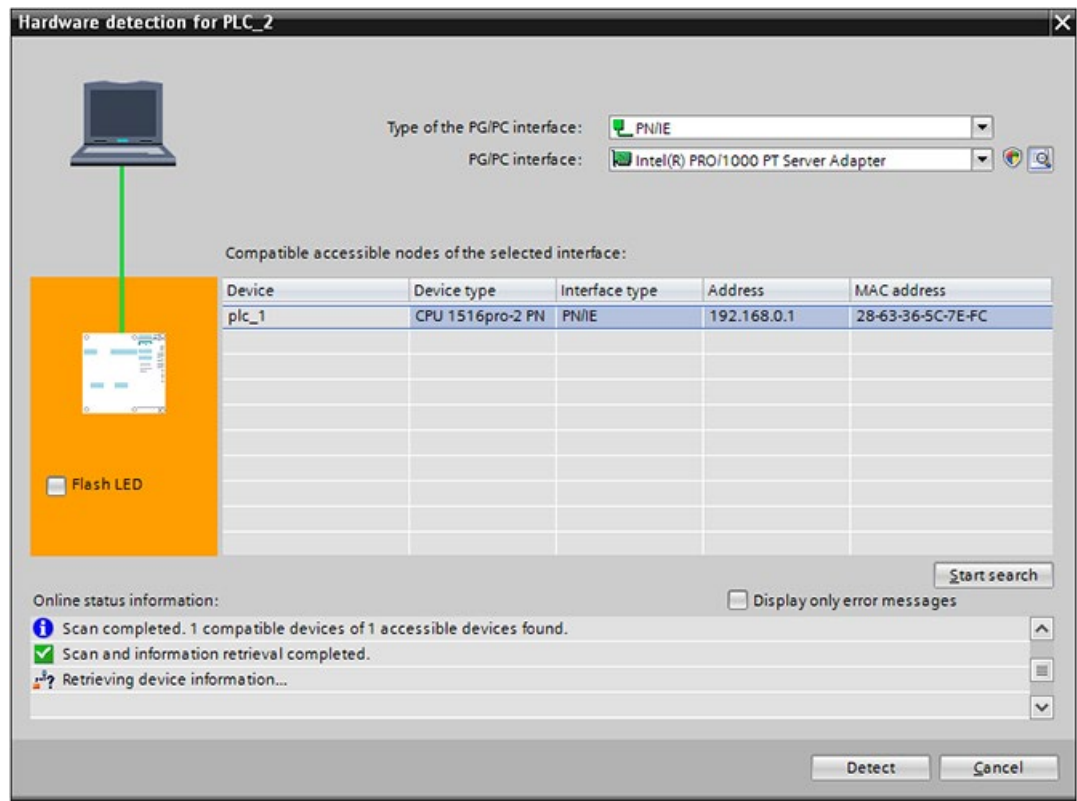 Hardware detection for PLC_2
Type of the PG/PC interface: PN/IE
PG/PC interface: Intel(R) PRO/1000 PT Server Adapter
Compatible accessible nodes of the selected interface:
Device Device type Interface type Address MAC address
plc_1 CPU 1516pro-2 PN PN/IE 192.168.0.1 28-63-36-5C-7E-FC
Flash LED
Start search
Online status information:
Display only error messages
Scan completed. 1 compatible devices of 1 accessible devices found.
Scan and information retrieval completed.
Retrieving device information...
Detect Cancel